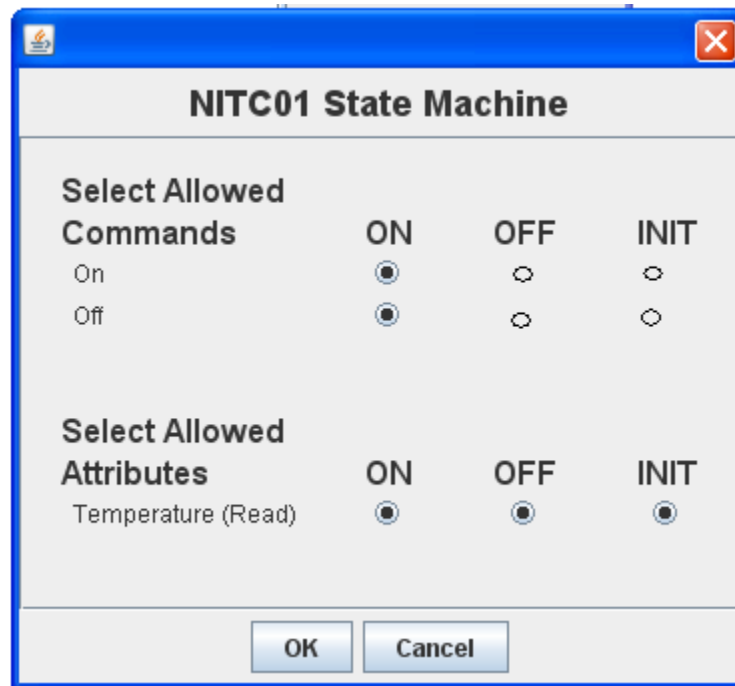 NITC01 State Machine
Select Allowed
Commands ON OFF INIT
On
Off
Select Allowed
Attributes ON OFF INIT
Temperature (Read)
OK Cancel